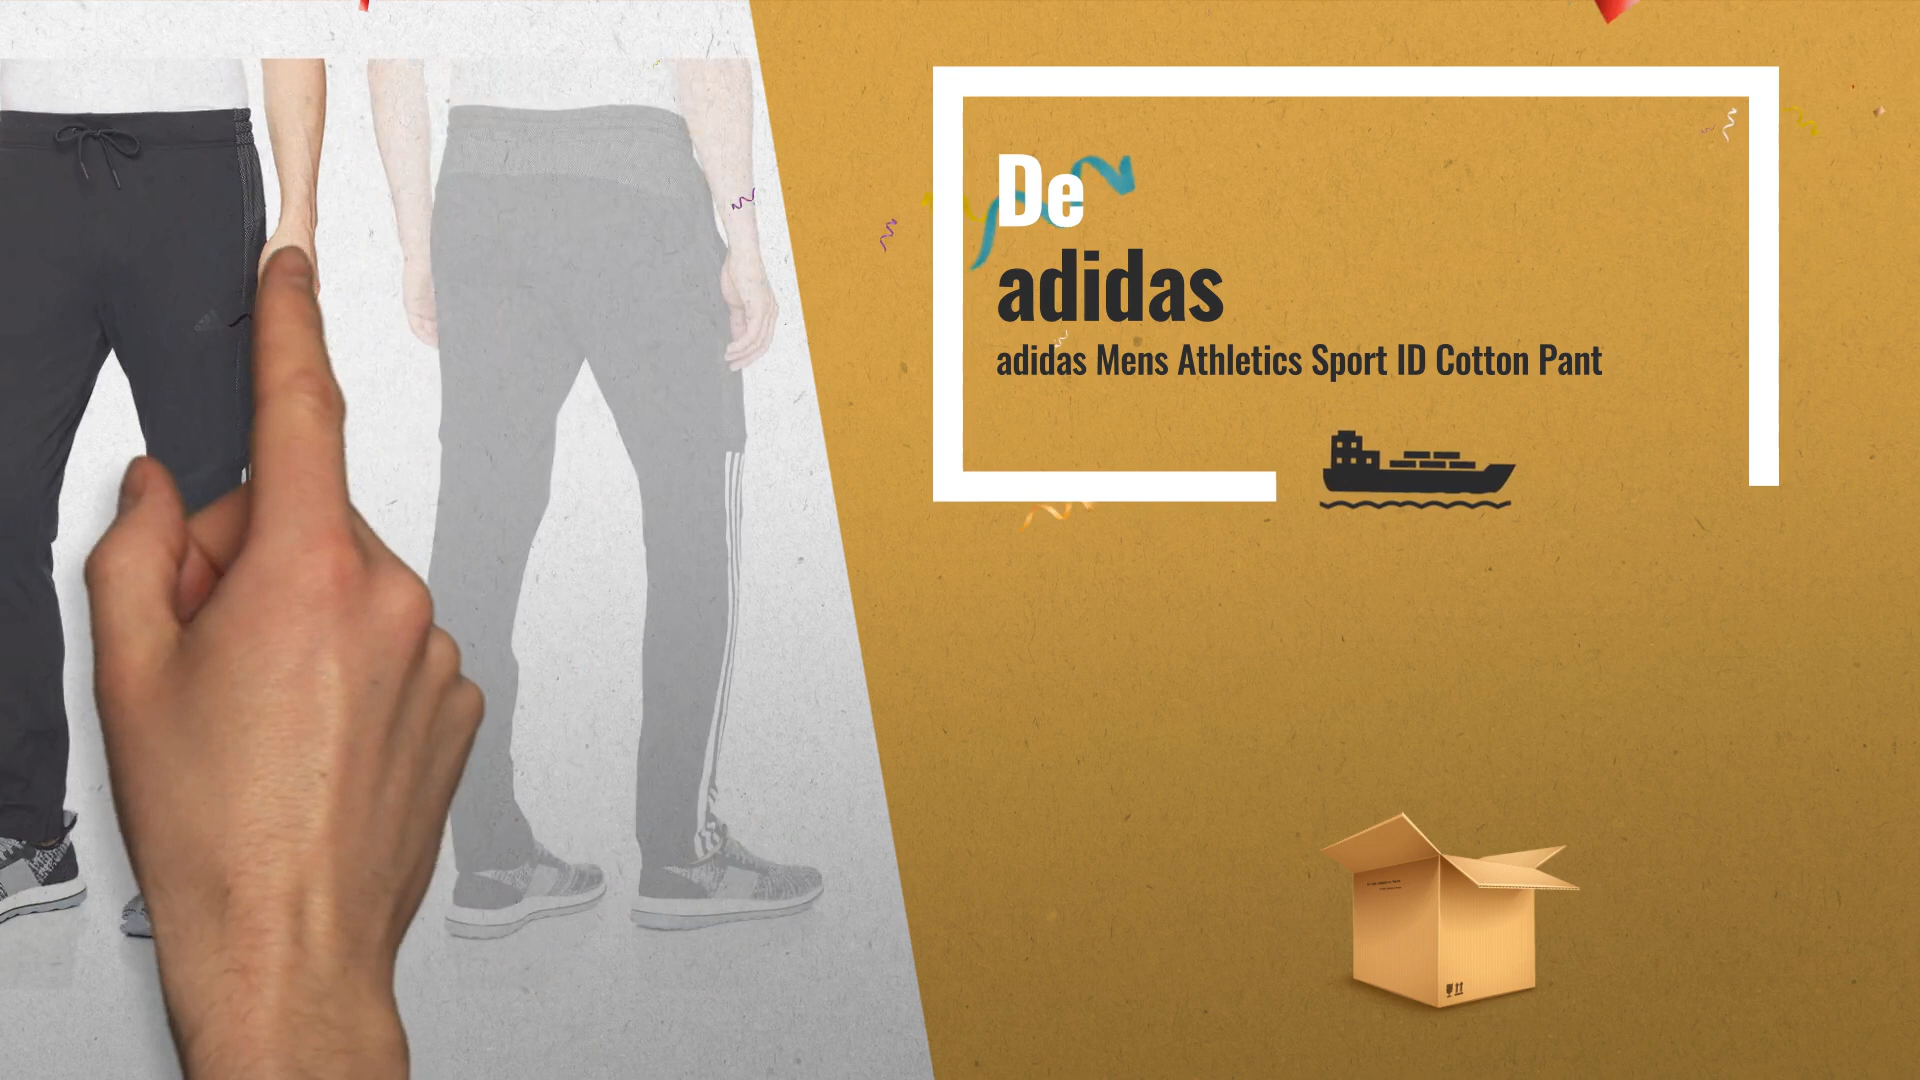 De
adidas
adidas Mens Athletics Sport ID Cotton Pant